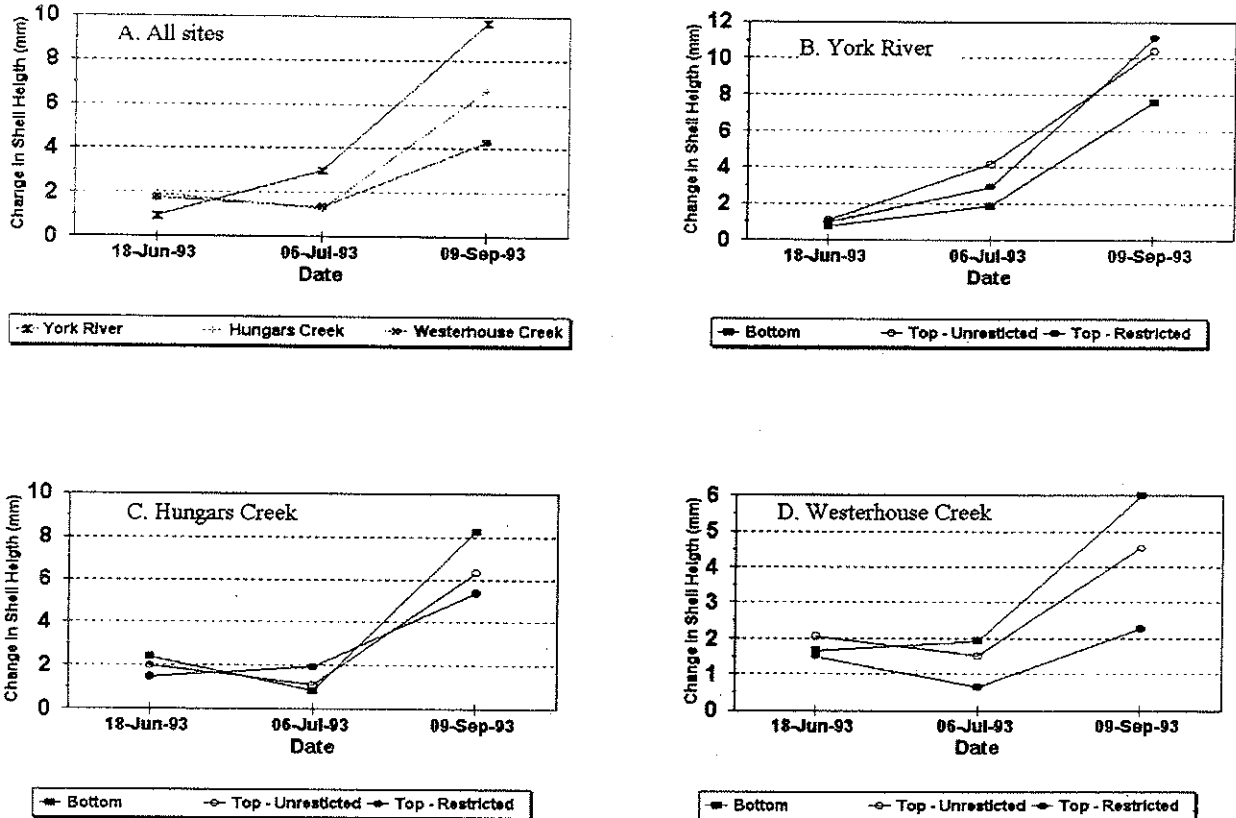 A. All sites
Change In Shell Heigth (mm)
10
8
6
4
2
0
18-Jun-93 06-Jul-93 09-Sep-93
Date
York River Hungars Creek Westerhouse Creek
B. York River
Change In Shell Heigth (mm)
12
10
8
6
4
2
0
18-Jun-93 06-Jul-93 09-Sep-93
Date
Bottom Top - Unresticted Top - Restricted
C. Hungars Creek
Change In Shell Heigth (mm)
10
8
6
4
2
0
18-Jun-93 06-Jul-93 09-Sep-93
Date
Bottom Top - Unresticted Top - Restricted
D. Westerhouse Creek
Change In Shell Heigth (mm)
6
5
4
3
2
1
0
18-Jun-93 06-Jul-93 09-Sep-93
Date
Bottom Top - Unresticted Top - Restricted